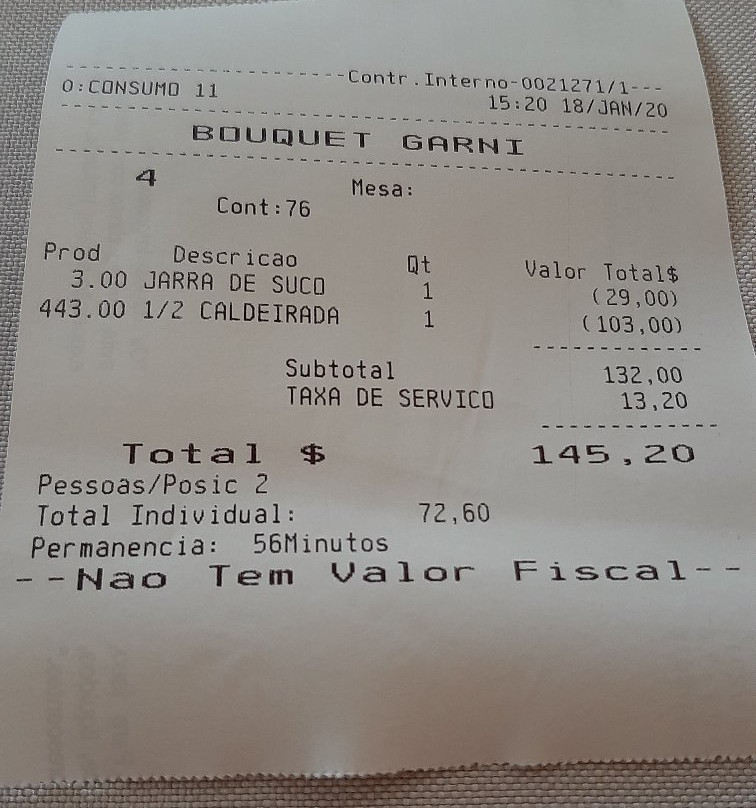 --------------------Contr.Interno-0021271/1---
O:CONSUMO 11 15:20 18/JAN/20
BOUQUET GARNI
4 Mesa:
Cont:76
Prod Descricao Qt Valor Total$
3.00 JARRA DE SUCO 1 (29,00)
443.00 1/2 CALDEIRADA 1 (103,00)
Subtotal 132,00
TAXA DE SERVICO 13,20
Total $ 145,20
Pessoas/Posic 2
Total Individual: 72,60
Permanencia: 56Minutos
--Nao Tem Valor Fiscal--